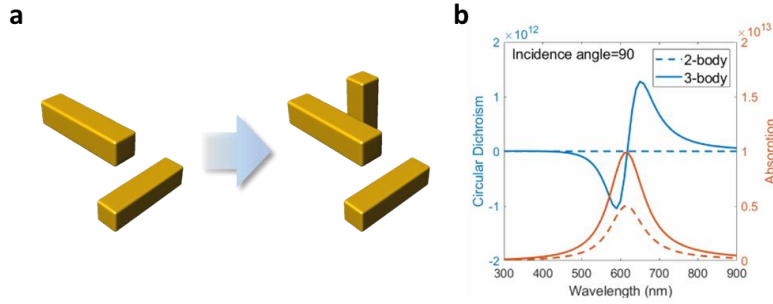 a
b
×10¹²
×10¹³
Incidence angle=90
2-body
3-body
2
1
0
-1
-2
Circular Dichroism
2
1.5
1
0.5
0
Absorption
300 400 500 600 700 800 900
Wavelength (nm)